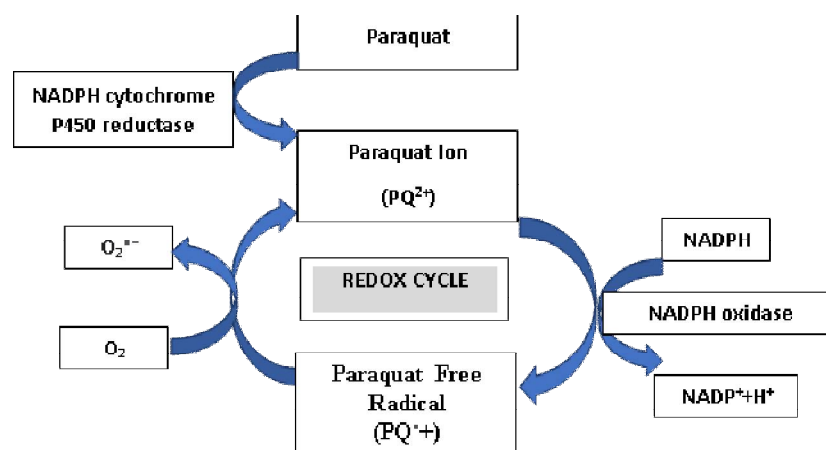 Paraquat
NADPH cytochrome
P450 reductase
Paraquat Ion
(PQ²⁺)
O₂•−
NADPH
REDOX CYCLE
NADPH oxidase
O₂
Paraquat Free
Radical
(PQ·+)
NADP⁺+H⁺